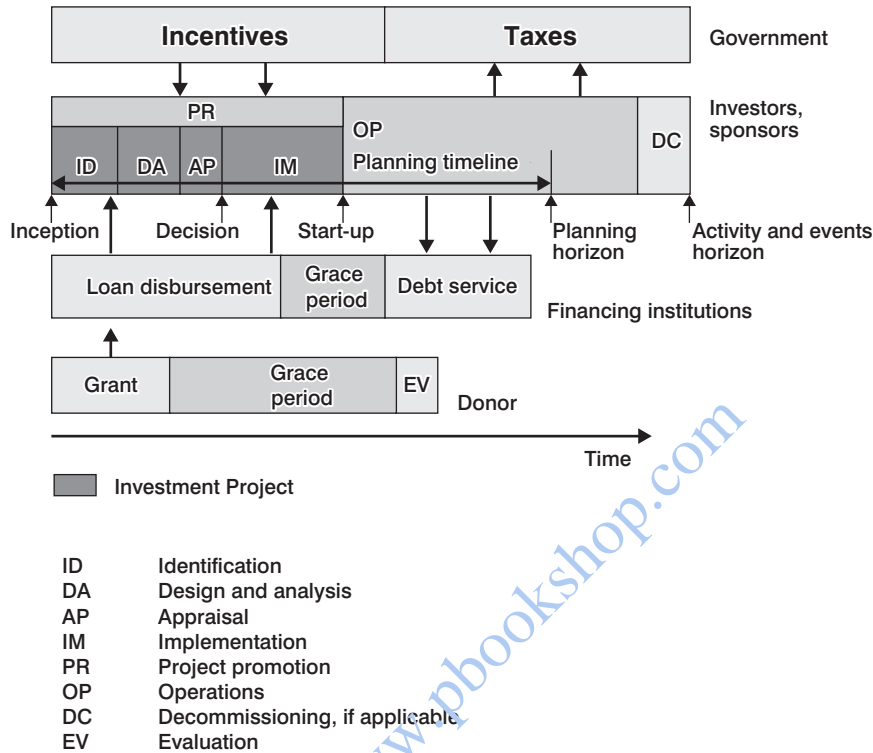 Incentives Taxes Government
PR Investors,
sponsors
OP
DC
ID DA AP IM Planning timeline
Inception Decision Start-up Planning
horizon Activity and events
horizon
Loan disbursement Grace
period Debt service
Financing institutions
Grant Grace
period EV
Donor
Time
Investment Project
ID Identification
DA Design and analysis
AP Appraisal
IM Implementation
PR Project promotion
OP Operations
DC Decommissioning, if applicable
EV Evaluation
w.pbookshop.com